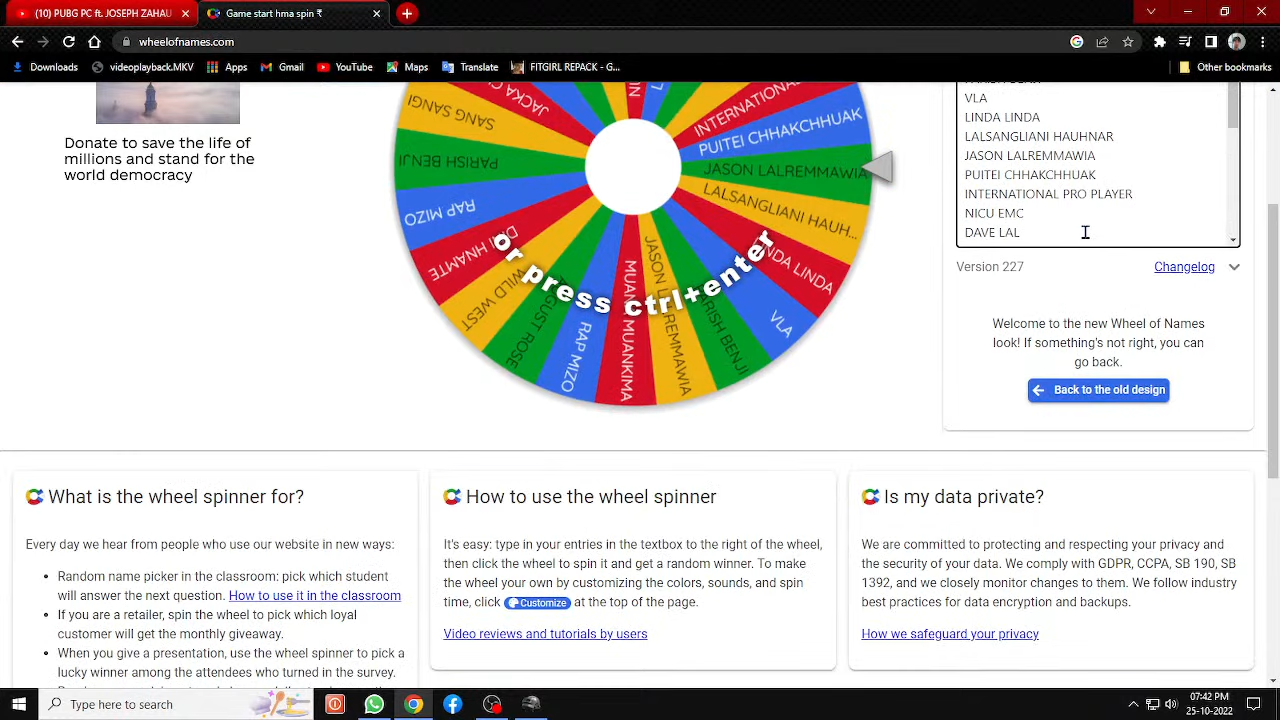 (10) PUBG PC ft. JOSEPH ZAHAU
Game start hma spin ₹
wheelofnames.com
Downloads
videoplayback.MKV
Apps
Gmail
YouTube
Maps
Translate
FITGIRL REPACK - G...
Other bookmarks
Donate to save the life of
millions and stand for the
world democracy
INTERNATIONAL
PUITEI CHHAKCHHUAK
JASON LALREMMAWIA
LALSANGLIANI HAUH...
LINDA LINDA
VLA
PARISH BENJI
JASON LALREMMAWIA
MUANA MUANKIMA
RAP MIZO
AUGUST ROSE
WILD WEST
HNAMTE
RAP MIZO
PARISH BENJI
SANG SANGI
or press ctrl+enter
VLA
LINDA LINDA
LALSANGLIANI HAUHNAR
JASON LALREMMAWIA
PUITEI CHHAKCHHUAK
INTERNATIONAL PRO PLAYER
NICU EMC
DAVE LAL
Version 227
Changelog
Welcome to the new Wheel of Names
look! If something's not right, you can
go back.
Back to the old design
What is the wheel spinner for?
Every day we hear from people who use our website in new ways:
• Random name picker in the classroom: pick which student
will answer the next question. How to use it in the classroom
• If you are a retailer, spin the wheel to pick which loyal
customer will get the monthly giveaway.
• When you give a presentation, use the wheel spinner to pick a
lucky winner among the attendees who turned in the survey.
How to use the wheel spinner
It's easy: type in your entries in the textbox to the right of the wheel,
then click the wheel to spin it and get a random winner. To make
the wheel your own by customizing the colors, sounds, and spin
time, click Customize at the top of the page.
Video reviews and tutorials by users
Is my data private?
We are committed to protecting and respecting your privacy and
the security of your data. We comply with GDPR, CCPA, SB 190, SB
1392, and we closely monitor changes to them. We follow industry
best practices for data encryption and backups.
How we safeguard your privacy
Type here to search
07:42 PM
25-10-2022